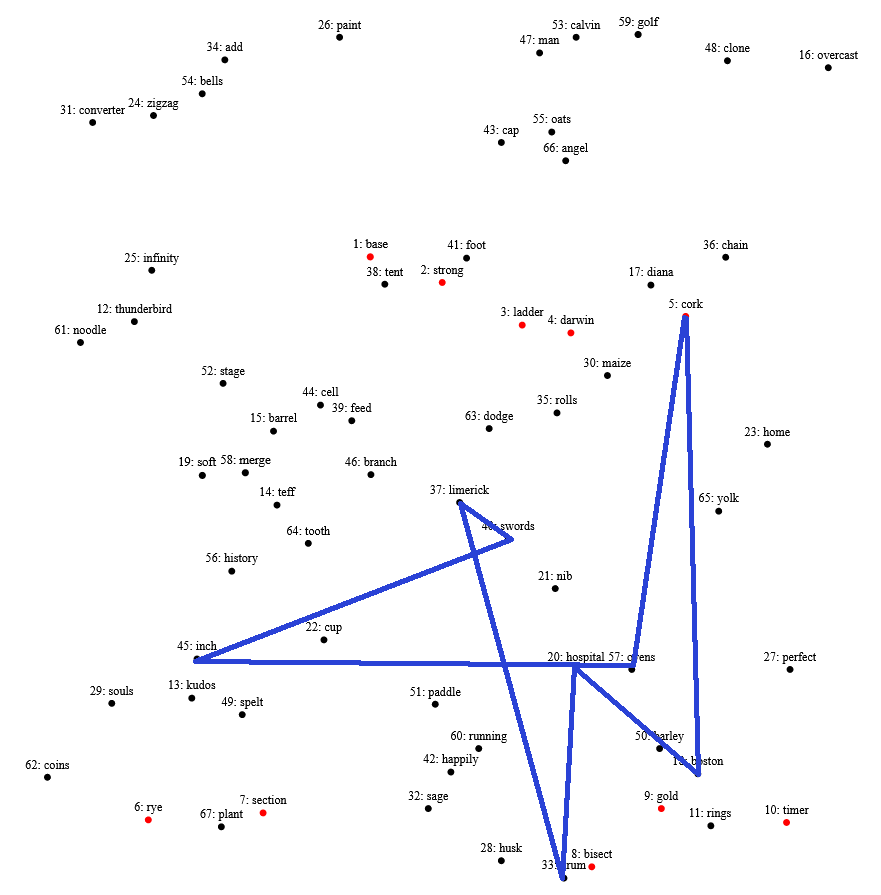 26: paint
53: calvin
59: golf
47: man
34: add
48: clone
16: overcast
54: bells
24: zigzag
31: converter
55: oats
43: cap
66: angel
1: base
41: foot
36: chain
25: infinity
38: tent
2: strong
17: diana
12: thunderbird
5: cork
3: ladder
4: darwin
61: noodle
30: maize
52: stage
44: cell
39: feed
35: rolls
15: barrel
63: dodge
23: home
19: soft
58: merge
46: branch
14: teff
37: limerick
65: yolk
64: tooth
swords
56: history
21: nib
22: cup
45: inch
20: hospital
57:
27: perfect
13: kudos
29: souls
49: spelt
51: paddle
60: running
50: barley
42: happily
boston
62: coins
6: rye
7: section
67: plant
32: sage
9: gold
11: rings
10: timer
28: husk
8: bisect
33: